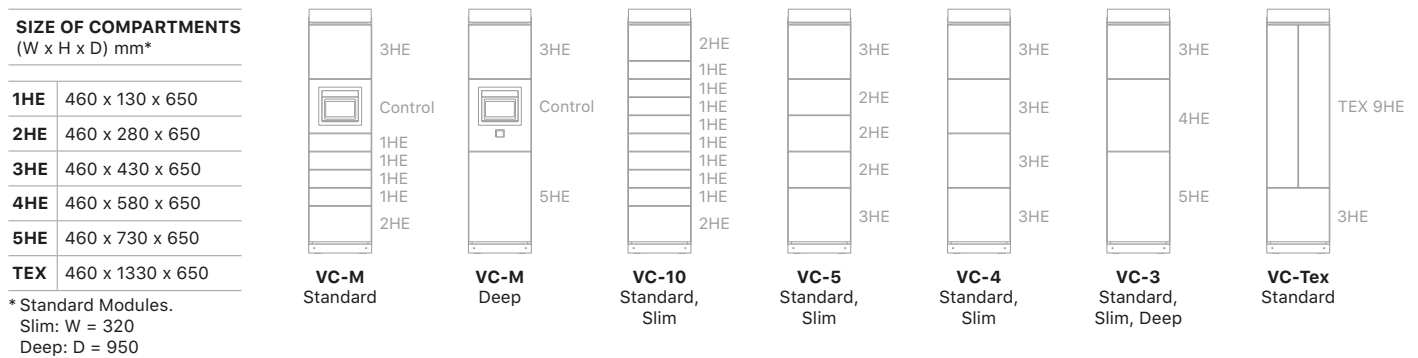 SIZE OF COMPARTMENTS
(W x H x D) mm*
1HE 460 x 130 x 650
2HE 460 x 280 x 650
3HE 460 x 430 x 650
4HE 460 x 580 x 650
5HE 460 x 730 x 650
TEX 460 x 1330 x 650
* Standard Modules.
Slim: W = 320
Deep: D = 950
3HE
Control
1HE
1HE
1HE
1HE
2HE
VC-M
Standard
3HE
Control
5HE
VC-M
Deep
2HE
1HE
1HE
1HE
1HE
1HE
1HE
1HE
1HE
2HE
VC-10
Standard,
Slim
3HE
2HE
2HE
2HE
3HE
VC-5
Standard,
Slim
3HE
3HE
3HE
3HE
VC-4
Standard,
Slim
3HE
4HE
5HE
VC-3
Standard,
Slim, Deep
TEX 9HE
3HE
VC-Tex
Standard